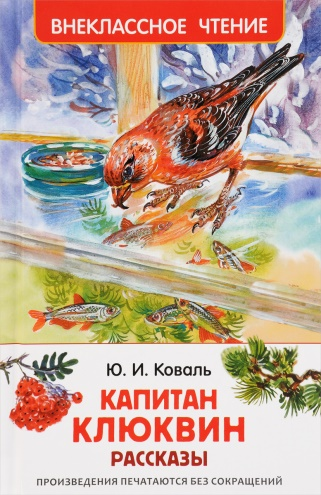 ВНЕКЛАССНОЕ ЧТЕНИЕ
Ю. И. Коваль
КАПИТАН
КЛЮКВИН
РАССКАЗЫ
ПРОИЗВЕДЕНИЯ ПЕЧАТАЮТСЯ БЕЗ СОКРАЩЕНИЙ